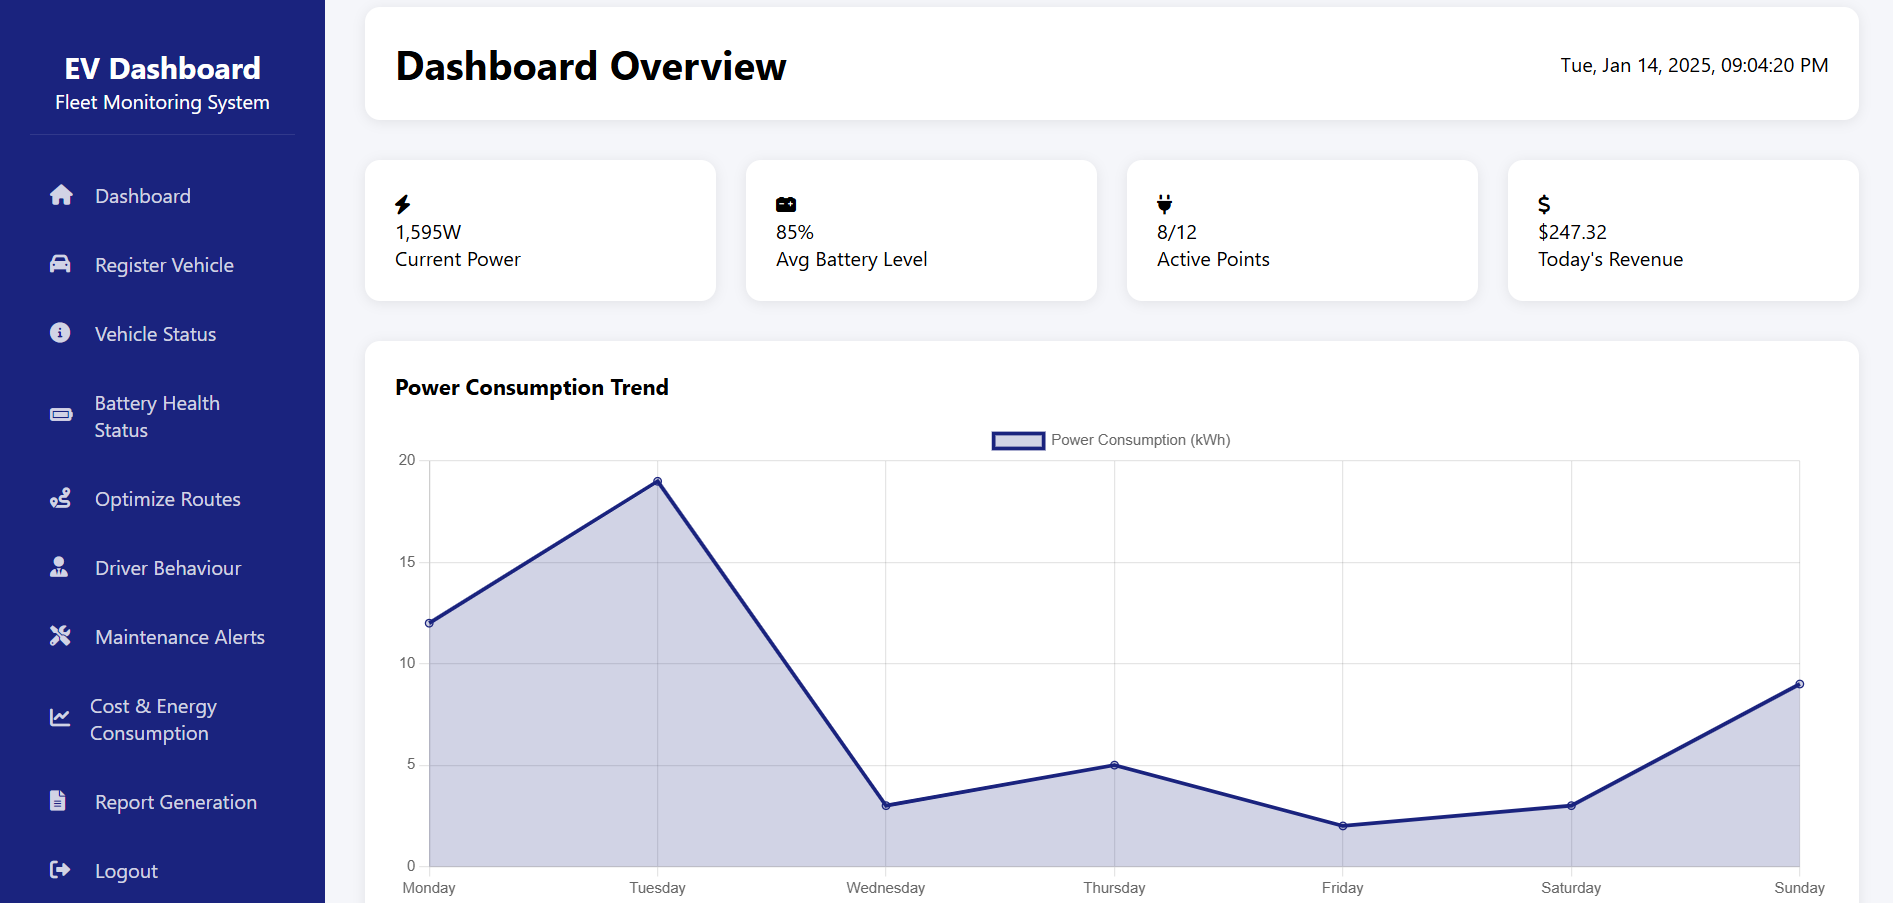 EV Dashboard
Fleet Monitoring System
Dashboard
Register Vehicle
Vehicle Status
Battery Health
Status
Optimize Routes
Driver Behaviour
Maintenance Alerts
Cost & Energy
Consumption
Report Generation
Logout
Dashboard Overview
Tue, Jan 14, 2025, 09:04:20 PM
1,595W
Current Power
85%
Avg Battery Level
8/12
Active Points
$247.32
Today's Revenue
Power Consumption Trend
Power Consumption (kWh)
20
15
10
5
0
Monday
Tuesday
Wednesday
Thursday
Friday
Saturday
Sunday